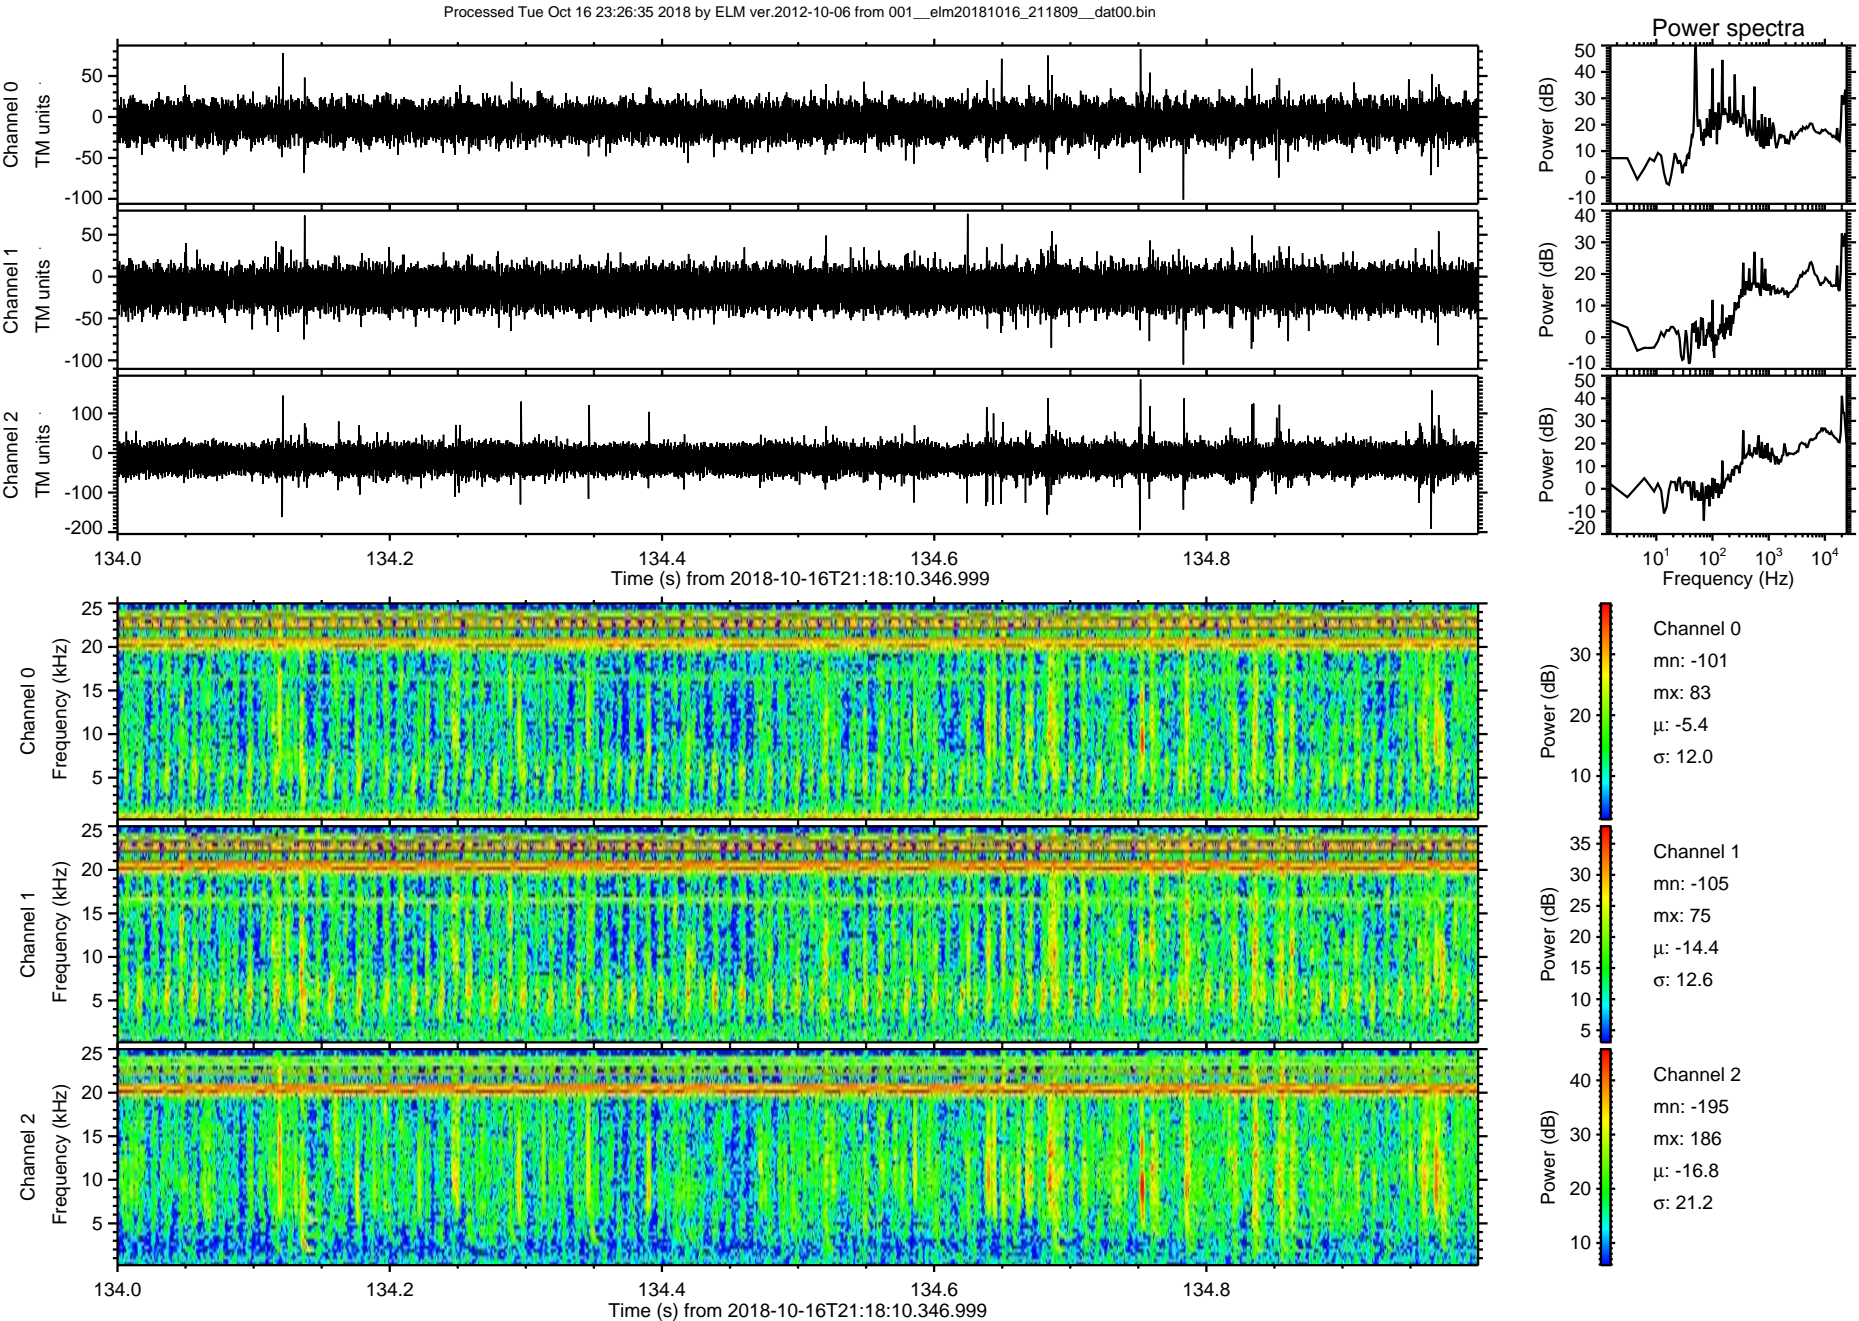 Processed Tue Oct 16 23:26:35 2018 by ELM ver.2012-10-06 from 001__elm20181016_211809__dat00.bin
Power spectra
Channel 0
TM units
50
0
-50
-100
Power (dB)
50
40
30
20
10
0
-10
Channel 1
TM units
50
0
-50
-100
Power (dB)
40
30
20
10
0
-10
Channel 2
TM units
100
0
-100
-200
Power (dB)
50
40
30
20
10
0
-10
-20
134.0 134.2 134.4 134.6 134.8
Time (s) from 2018-10-16T21:18:10.346.999
10¹ 10² 10³ 10⁴
Frequency (Hz)
Channel 0
Frequency (kHz)
25
20
15
10
5
Power (dB)
30
20
10
Channel 0
mn: -101
mx: 83
μ: -5.4
σ: 12.0
Channel 1
Frequency (kHz)
25
20
15
10
5
Power (dB)
35
30
25
20
15
10
5
Channel 1
mn: -105
mx: 75
μ: -14.4
σ: 12.6
Channel 2
Frequency (kHz)
25
20
15
10
5
Power (dB)
40
30
20
10
Channel 2
mn: -195
mx: 186
μ: -16.8
σ: 21.2
134.0 134.2 134.4 134.6 134.8
Time (s) from 2018-10-16T21:18:10.346.999